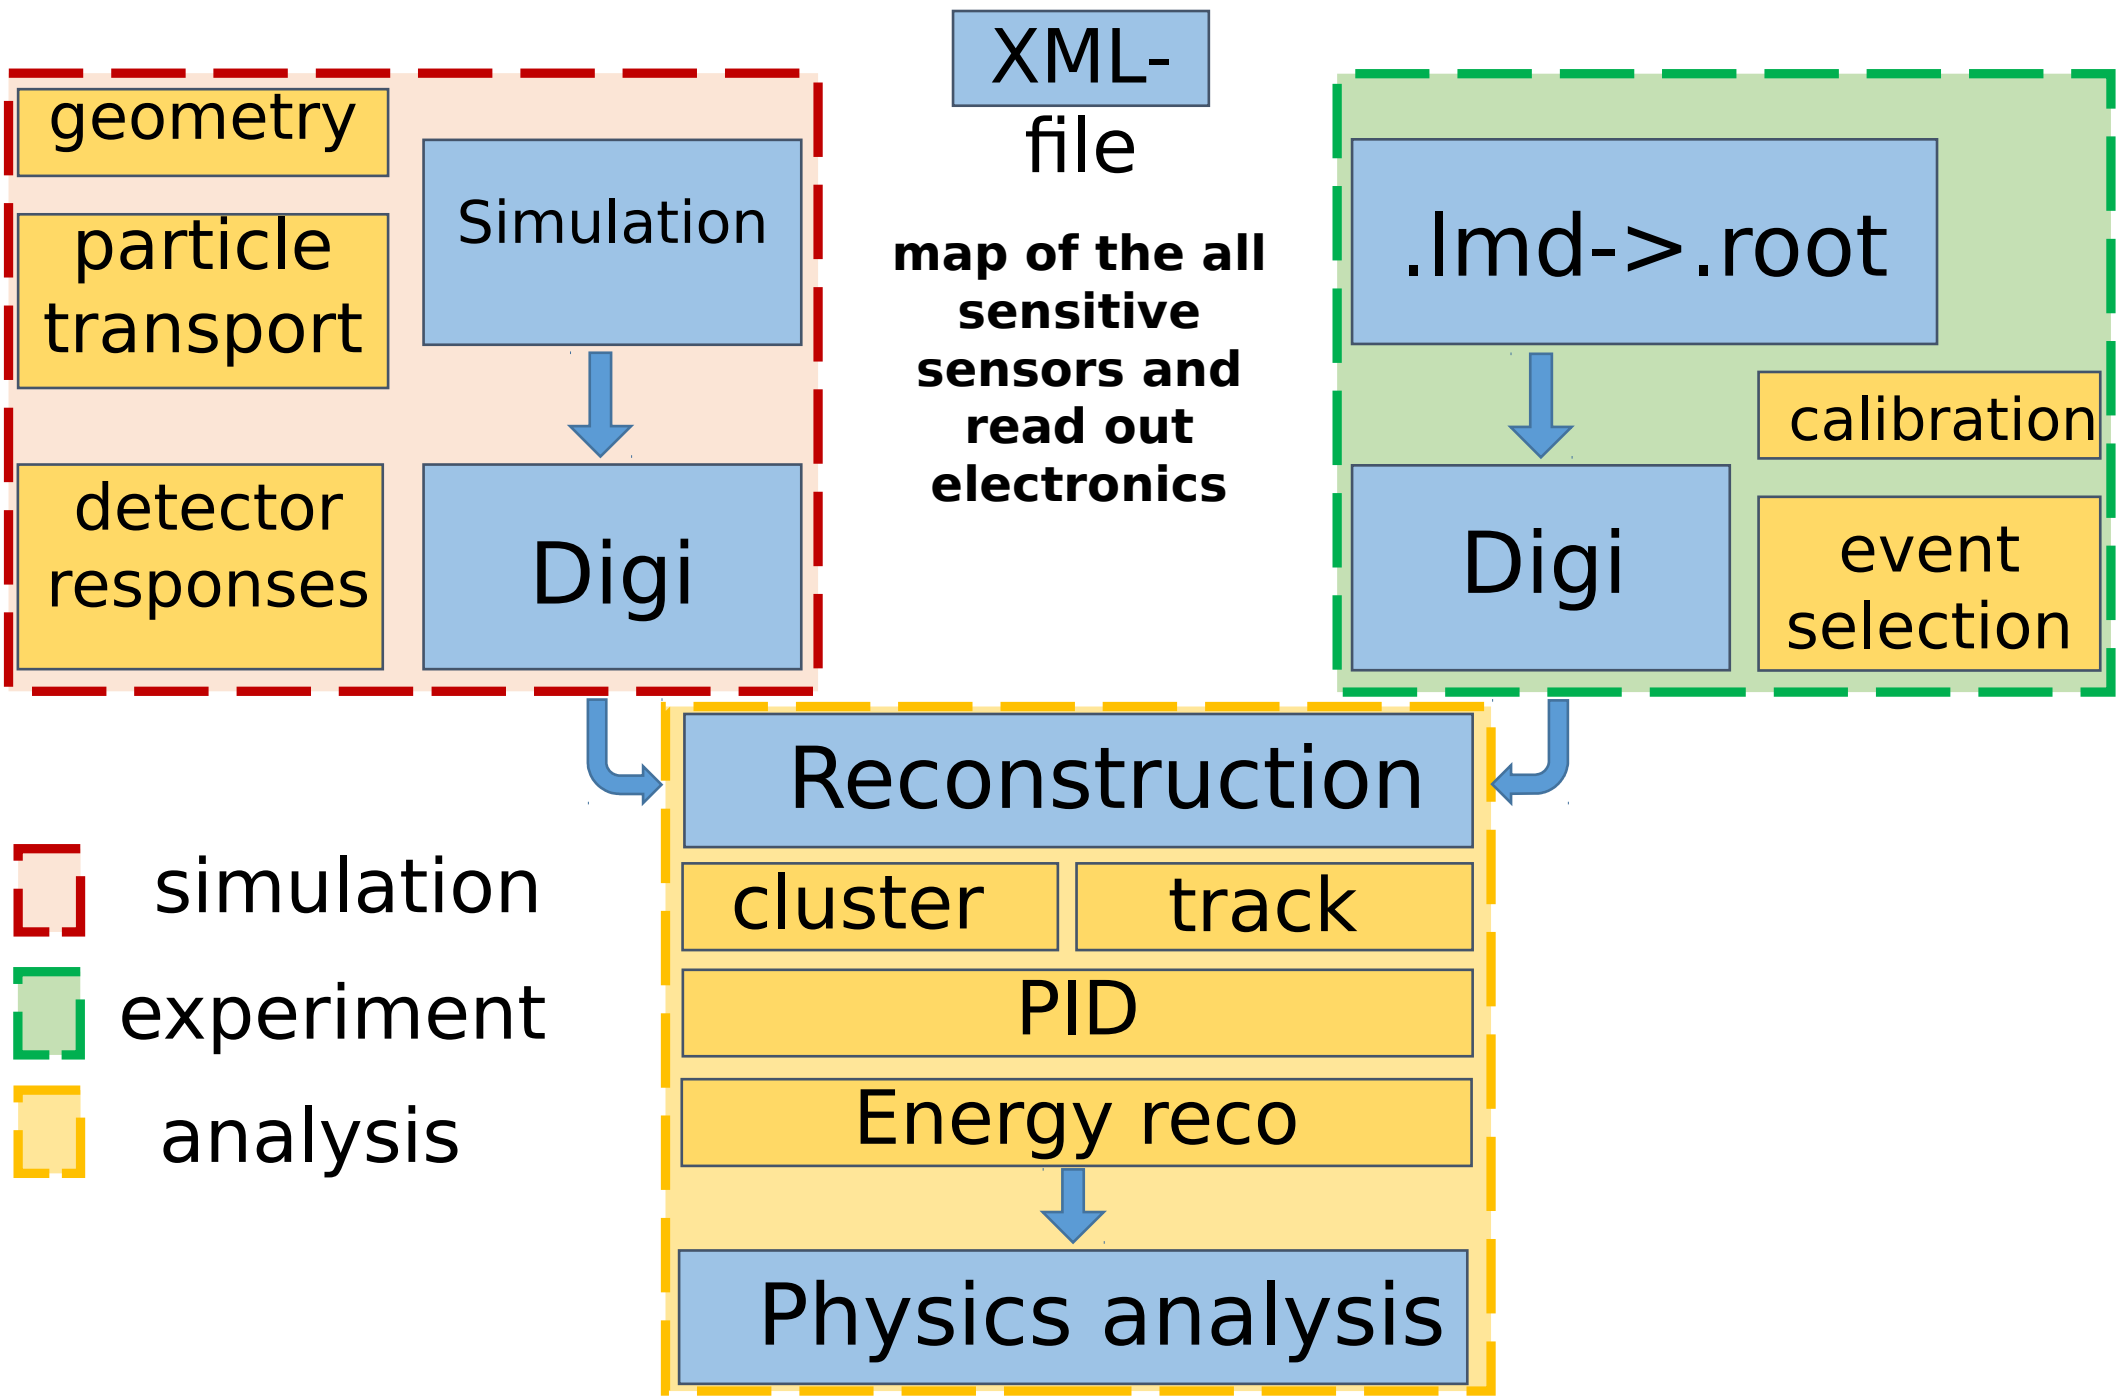 geometry
particle
transport
detector
responses
Simulation
Digi
XML-
file
map of the all
sensitive
sensors and
read out
electronics
.lmd->.root
Digi
calibration
event
selection
Reconstruction
cluster
track
PID
Energy reco
Physics analysis
simulation
experiment
analysis